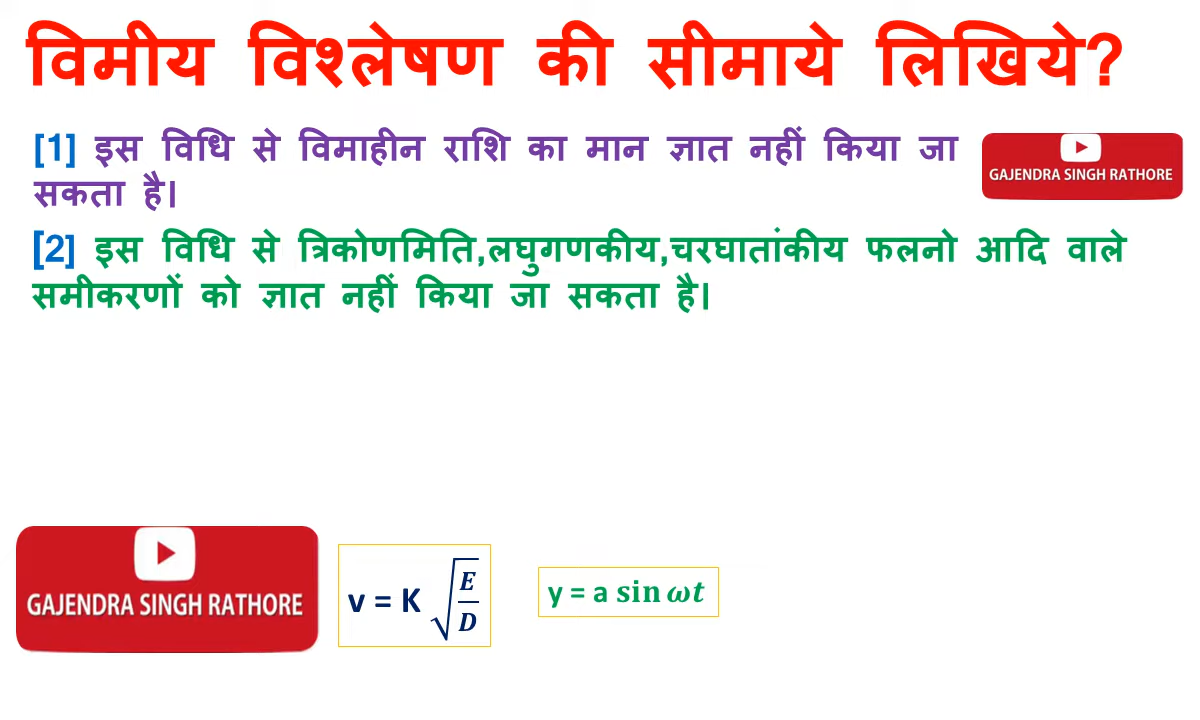 विमीय विश्लेषण की सीमाये लिखिये?
[1] इस विधि से विमाहीन राशि का मान ज्ञात नहीं किया जा
सकता है।
GAJENDRA SINGH RATHORE
[2] इस विधि से त्रिकोणमिति,लघुगणकीय,चरघातांकीय फलनो आदि वाले
समीकरणों को ज्ञात नहीं किया जा सकता है।
GAJENDRA SINGH RATHORE
v = K √(E/D)
y = a sin ωt